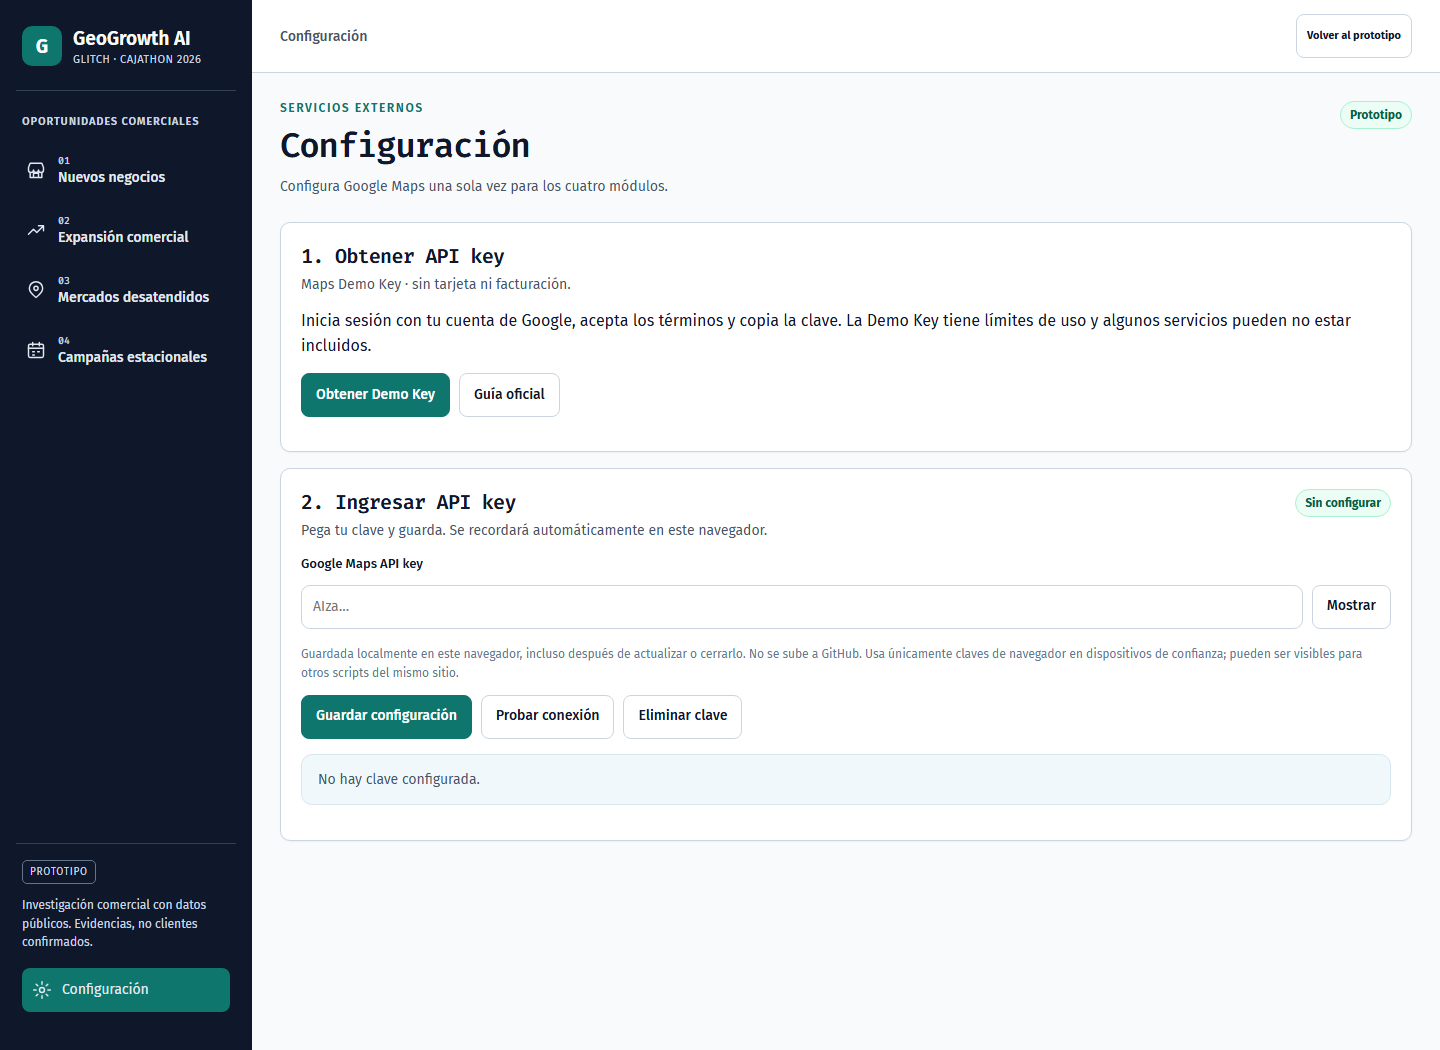 G
GeoGrowth AI
GLITCH · CAJATHON 2026
OPORTUNIDADES COMERCIALES
01
Nuevos negocios
02
Expansión comercial
03
Mercados desatendidos
04
Campañas estacionales
PROTOTIPO
Investigación comercial con datos
públicos. Evidencias, no clientes
confirmados.
Configuración
Configuración
Volver al prototipo
SERVICIOS EXTERNOS
Prototipo
Configuración
Configura Google Maps una sola vez para los cuatro módulos.
1. Obtener API key
Maps Demo Key · sin tarjeta ni facturación.
Inicia sesión con tu cuenta de Google, acepta los términos y copia la clave. La Demo Key tiene límites de uso y algunos servicios pueden no estar
incluidos.
Obtener Demo Key
Guía oficial
2. Ingresar API key
Sin configurar
Pega tu clave y guarda. Se recordará automáticamente en este navegador.
Google Maps API key
AIza...
Mostrar
Guardada localmente en este navegador, incluso después de actualizar o cerrarlo. No se sube a GitHub. Usa únicamente claves de navegador en dispositivos de confianza; pueden ser visibles para
otros scripts del mismo sitio.
Guardar configuración
Probar conexión
Eliminar clave
No hay clave configurada.